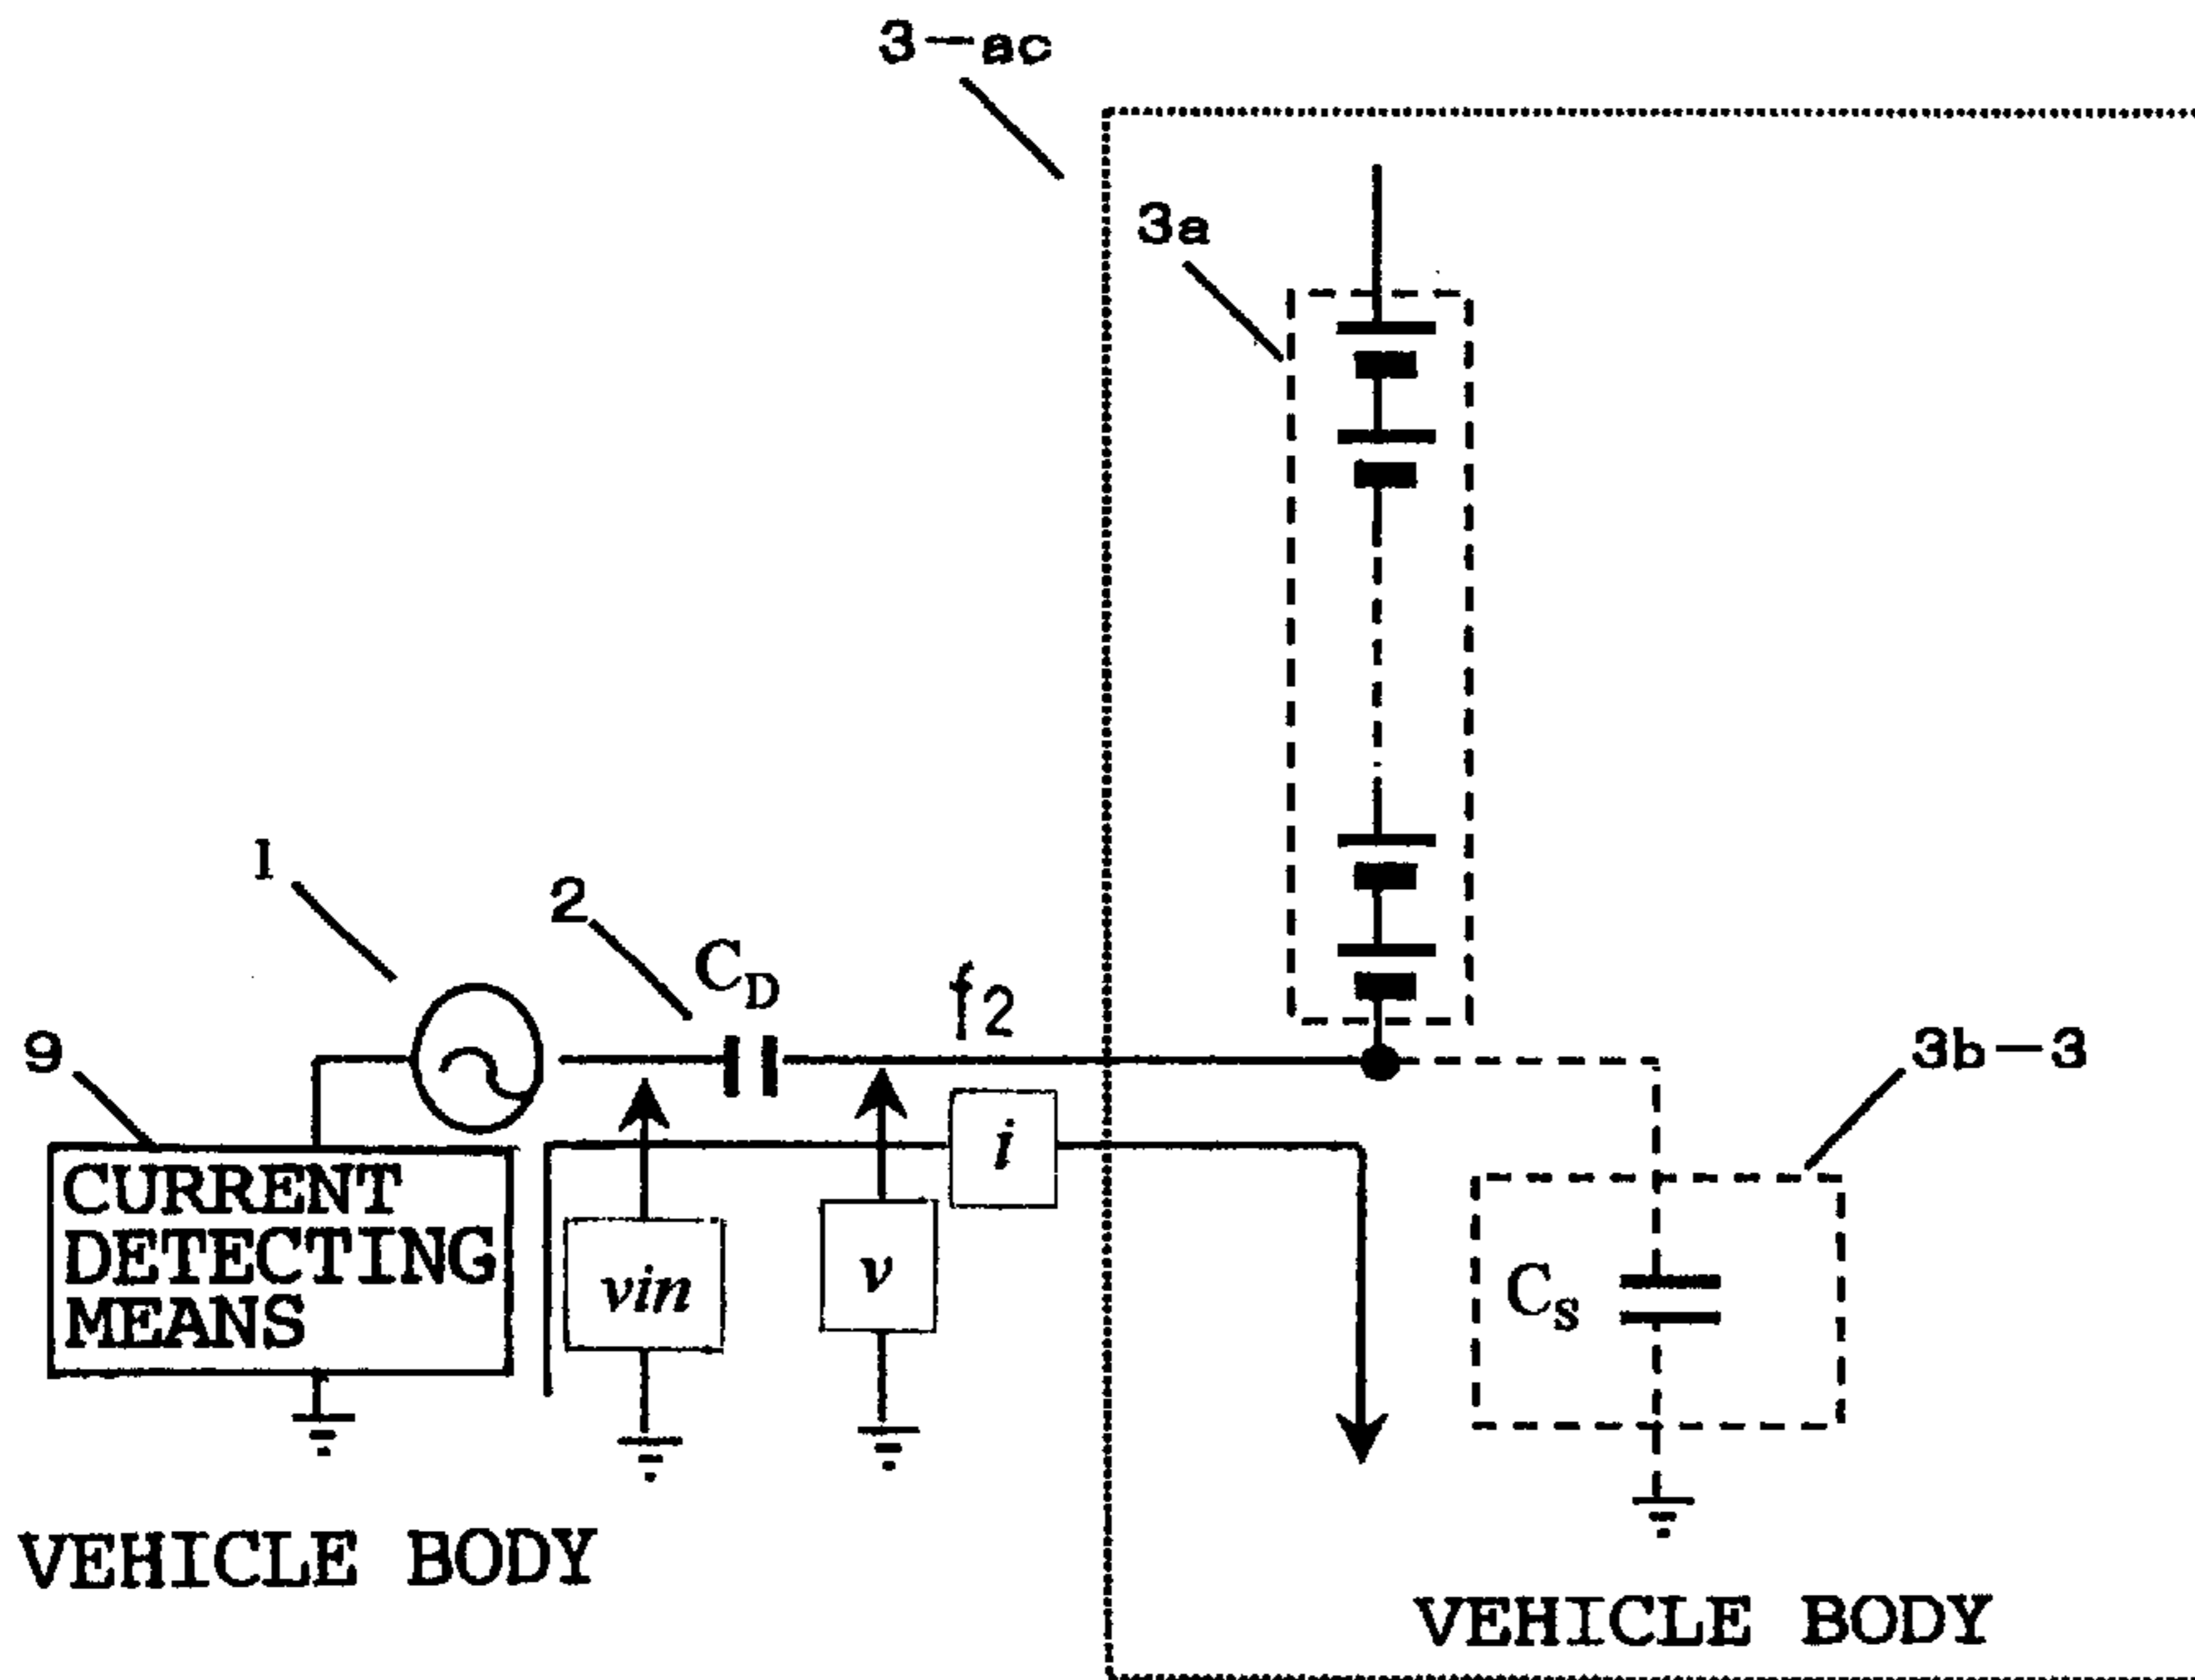 3-ac
3a
1
2
C_D
f2
9
3b-3
i
CURRENT
DETECTING
MEANS
vin
v
C_S
VEHICLE BODY
VEHICLE BODY